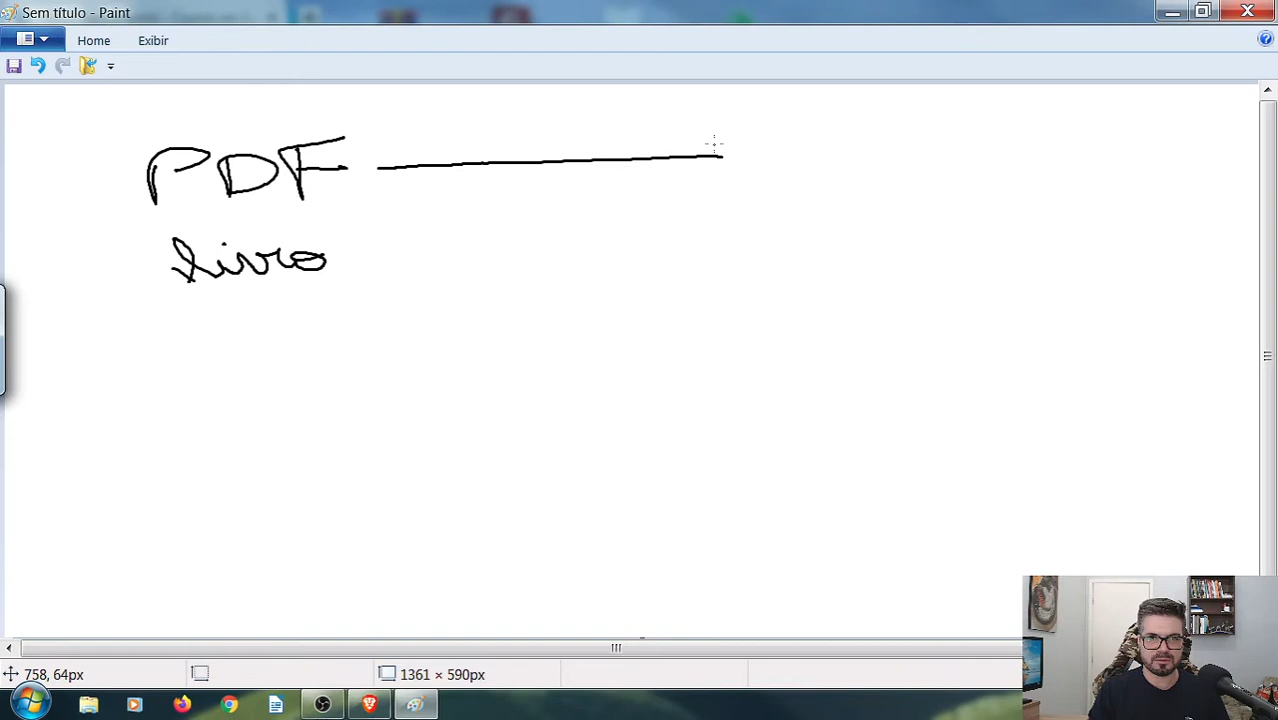 Sem título - Paint
Home Exibir
PDF
livro
758, 64px
1361 × 590px